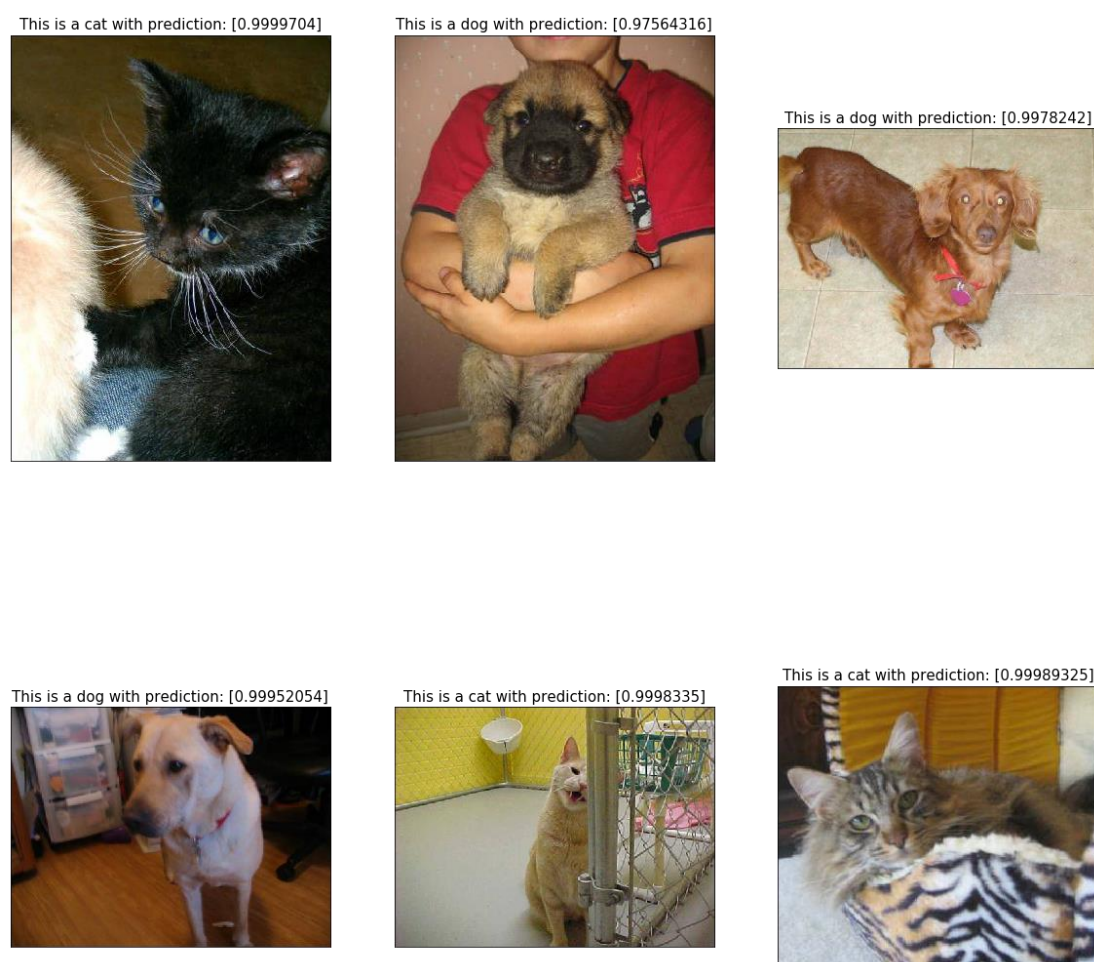 This is a cat with prediction: [0.9999704]
This is a dog with prediction: [0.97564316]
This is a dog with prediction: [0.9978242]
This is a dog with prediction: [0.99952054]
This is a cat with prediction: [0.9998335]
This is a cat with prediction: [0.99989325]